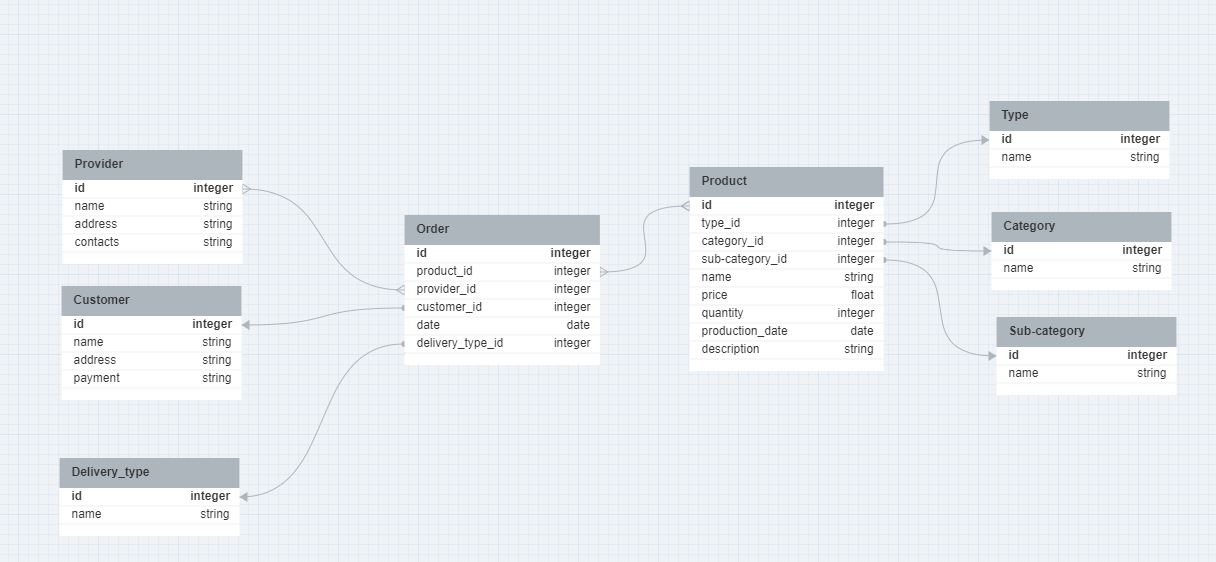 Provider
id integer
name string
address string
contacts string
Customer
id integer
name string
address string
payment string
Delivery_type
id integer
name string
Order
id integer
product_id integer
provider_id integer
customer_id integer
date date
delivery_type_id integer
Product
id integer
type_id integer
category_id integer
sub-category_id integer
name string
price float
quantity integer
production_date date
description string
Type
id integer
name string
Category
id integer
name string
Sub-category
id integer
name string